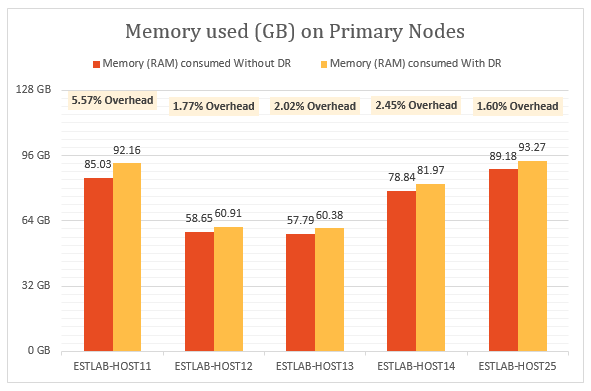 Memory used (GB) on Primary Nodes
Memory (RAM) consumed Without DR
Memory (RAM) consumed With DR
128 GB
5.57% Overhead
1.77% Overhead
2.02% Overhead
2.45% Overhead
1.60% Overhead
96 GB
85.03
92.16
58.65
60.91
57.79
60.38
78.84
81.97
89.18
93.27
64 GB
32 GB
0 GB
ESTLAB-HOST11
ESTLAB-HOST12
ESTLAB-HOST13
ESTLAB-HOST14
ESTLAB-HOST25